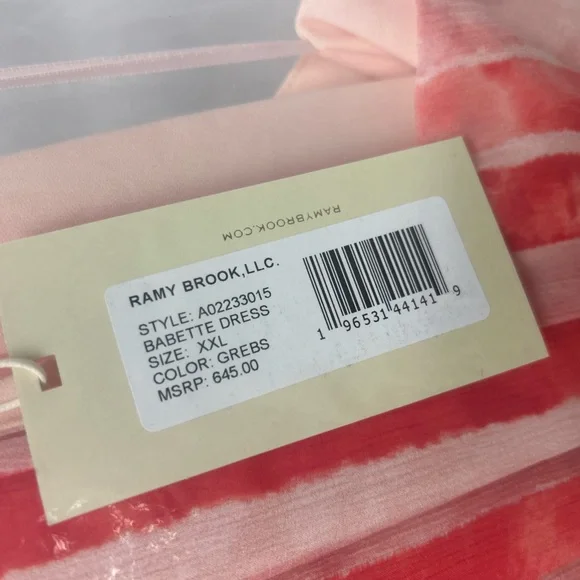 RAMYBROOK.COM
RAMY BROOK,LLC.
STYLE: A02233015
BABETTE DRESS
SIZE: XXL
COLOR: GREBS
MSRP: 645.00
1 96531 44141 9